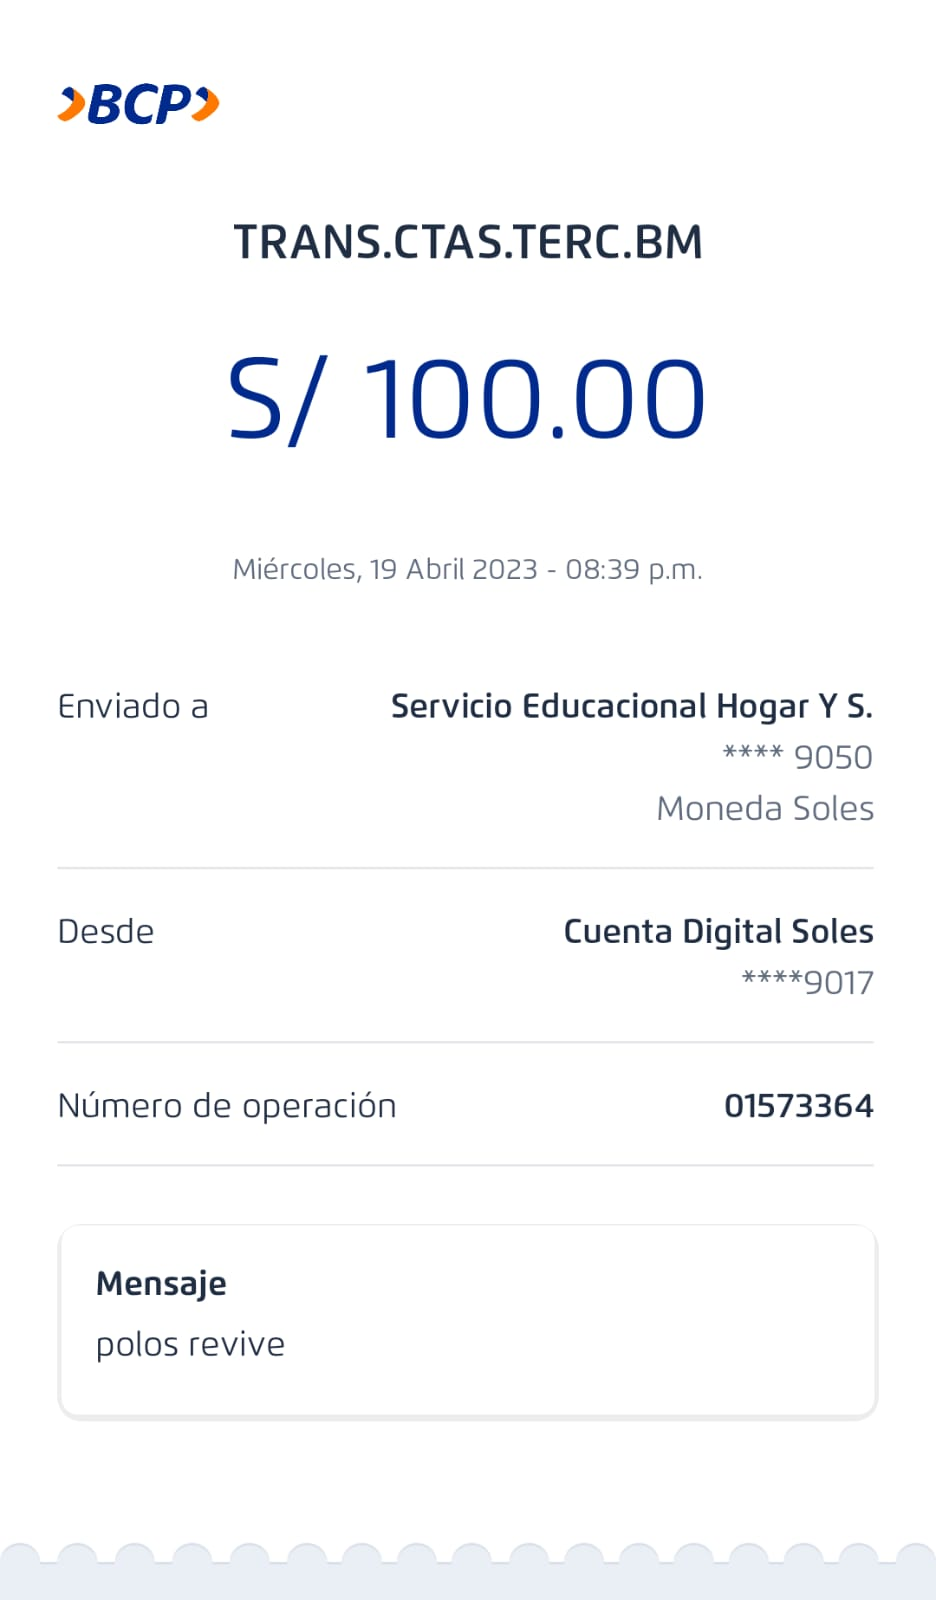 BCP
TRANS.CTAS.TERC.BM
S/ 100.00
Miércoles, 19 Abril 2023 - 08:39 p.m.
Enviado a
Servicio Educacional Hogar Y S.
**** 9050
Moneda Soles
Desde
Cuenta Digital Soles
****9017
Número de operación
01573364
Mensaje
polos revive